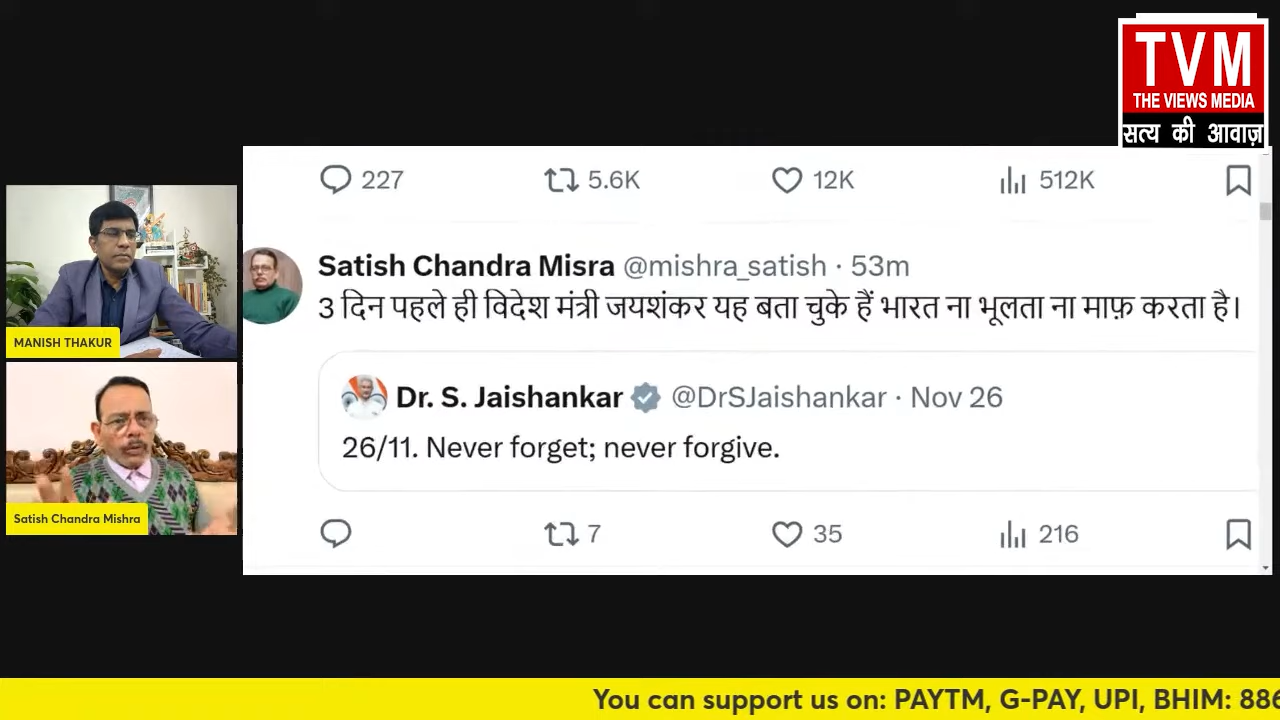 TVM
THE VIEWS MEDIA
सत्य की आवाज़
227 5.6K 12K 512K
Satish Chandra Misra @mishra_satish · 53m
3 दिन पहले ही विदेश मंत्री जयशंकर यह बता चुके हैं भारत ना भूलता ना माफ़ करता है।
Dr. S. Jaishankar @DrSJaishankar · Nov 26
26/11. Never forget; never forgive.
7 35 216
MANISH THAKUR
Satish Chandra Mishra
You can support us on: PAYTM, G-PAY, UPI, BHIM: 886